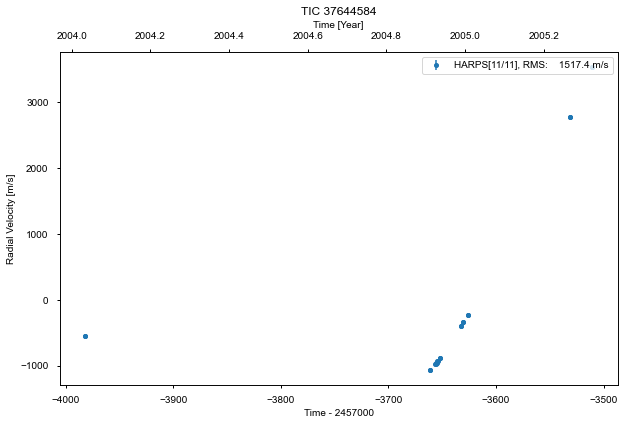 TIC 37644584
Time [Year]
2004.0 2004.2 2004.4 2004.6 2004.8 2005.0 2005.2
HARPS[11/11], RMS: 1517.4 m/s
3000
2000
1000
0
−1000
Radial Velocity [m/s]
−4000 −3900 −3800 −3700 −3600 −3500
Time - 2457000